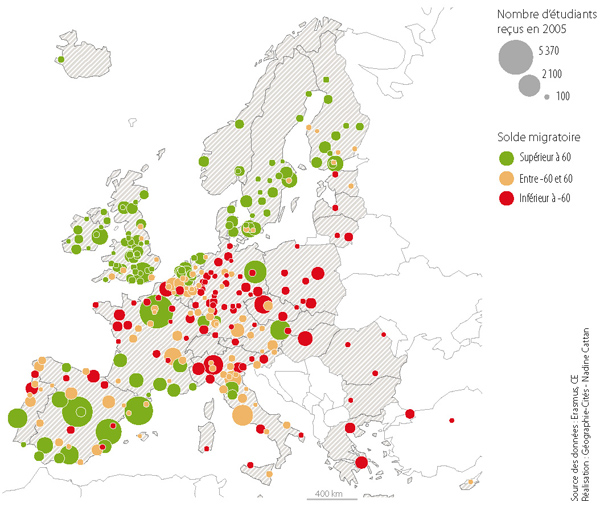 Nombre d'étudiants
reçus en 2005
5 370
2 100
100
Solde migratoire
Supérieur à 60
Entre -60 et 60
Inférieur à -60
400 km
Source des données : Erasmus, CE
Réalisation : Géographie-Cités - Nadine Cattan